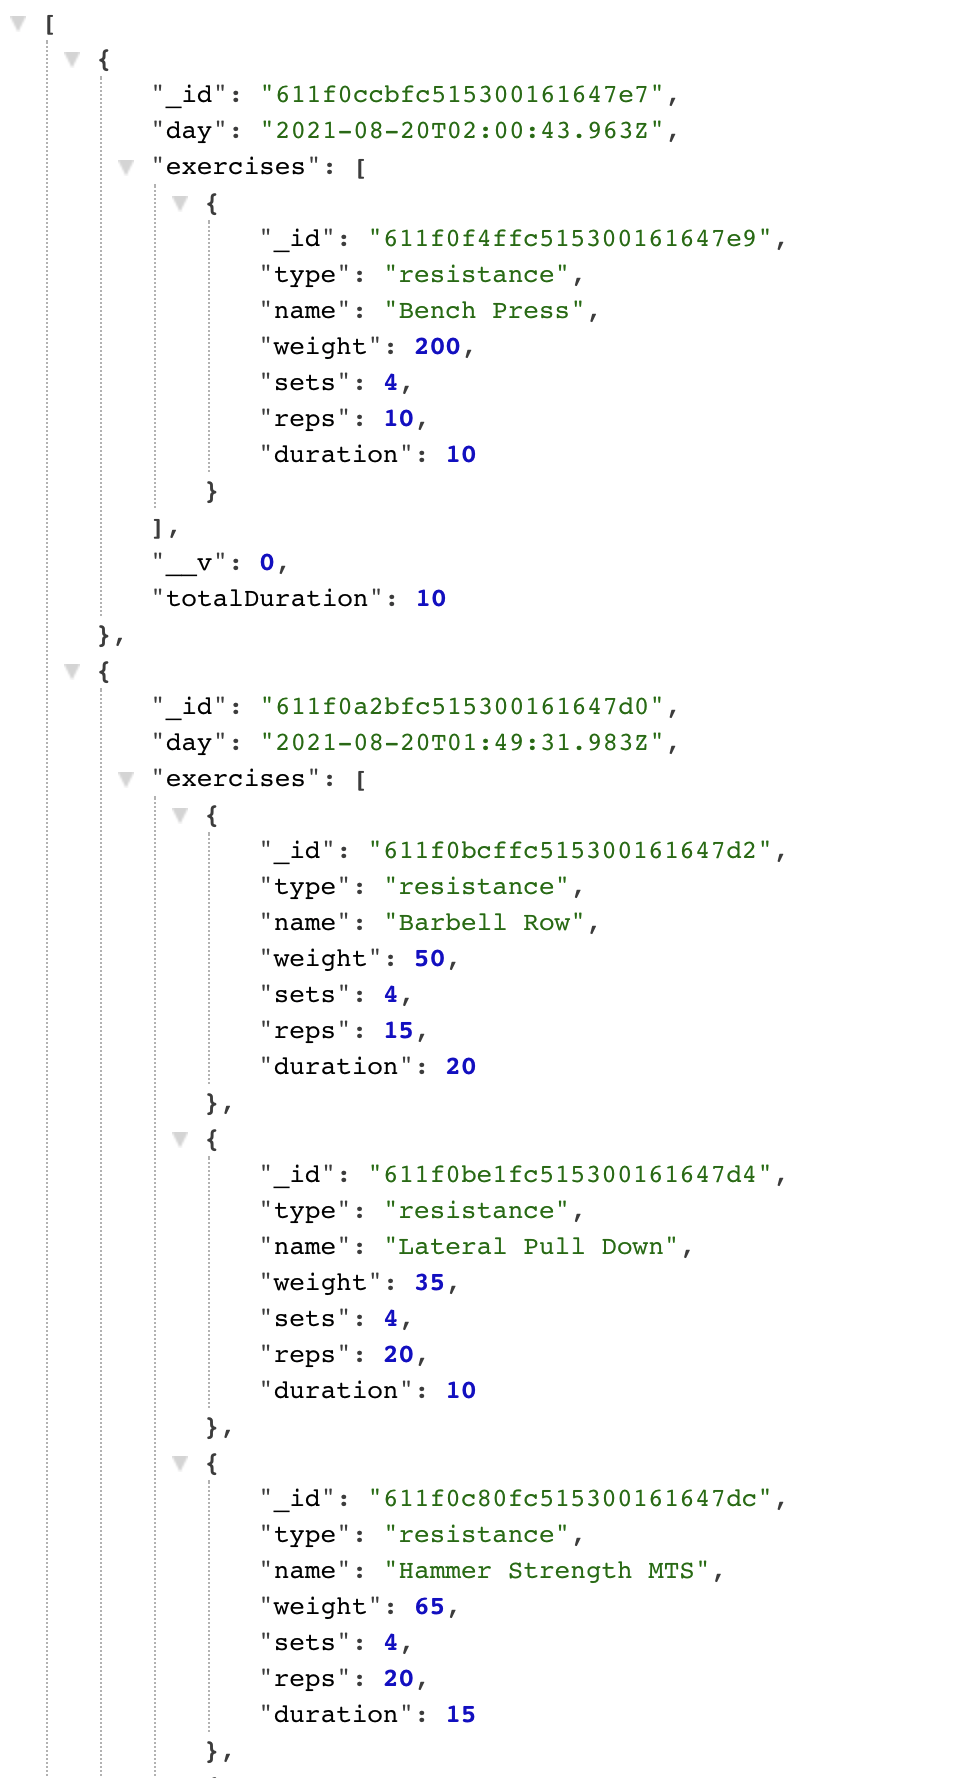 [
{
"_id": "611f0ccbfc515300161647e7",
"day": "2021-08-20T02:00:43.963Z",
"exercises": [
{
"_id": "611f0f4ffc515300161647e9",
"type": "resistance",
"name": "Bench Press",
"weight": 200,
"sets": 4,
"reps": 10,
"duration": 10
}
],
"__v": 0,
"totalDuration": 10
},
{
"_id": "611f0a2bfc515300161647d0",
"day": "2021-08-20T01:49:31.983Z",
"exercises": [
{
"_id": "611f0bcffc515300161647d2",
"type": "resistance",
"name": "Barbell Row",
"weight": 50,
"sets": 4,
"reps": 15,
"duration": 20
},
{
"_id": "611f0be1fc515300161647d4",
"type": "resistance",
"name": "Lateral Pull Down",
"weight": 35,
"sets": 4,
"reps": 20,
"duration": 10
},
{
"_id": "611f0c80fc515300161647dc",
"type": "resistance",
"name": "Hammer Strength MTS",
"weight": 65,
"sets": 4,
"reps": 20,
"duration": 15
},